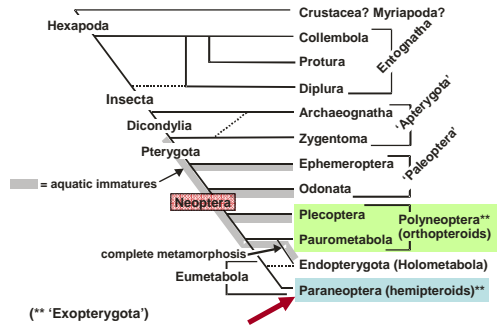 Crustacea? Myriapoda?
Hexapoda
Collembola
Entognatha
Protura
Diplura
Insecta
Archaeognatha
'Apterygota'
Dicondylia
Zygentoma
Pterygota
Ephemeroptera
'Paleoptera'
= aquatic immatures
Odonata
Neoptera
Plecoptera
Polyneoptera**
(orthopteroids)
Paurometabola
complete metamorphosis
Endopterygota (Holometabola)
Eumetabola
Paraneoptera (hemipteroids)**
(** 'Exopterygota')